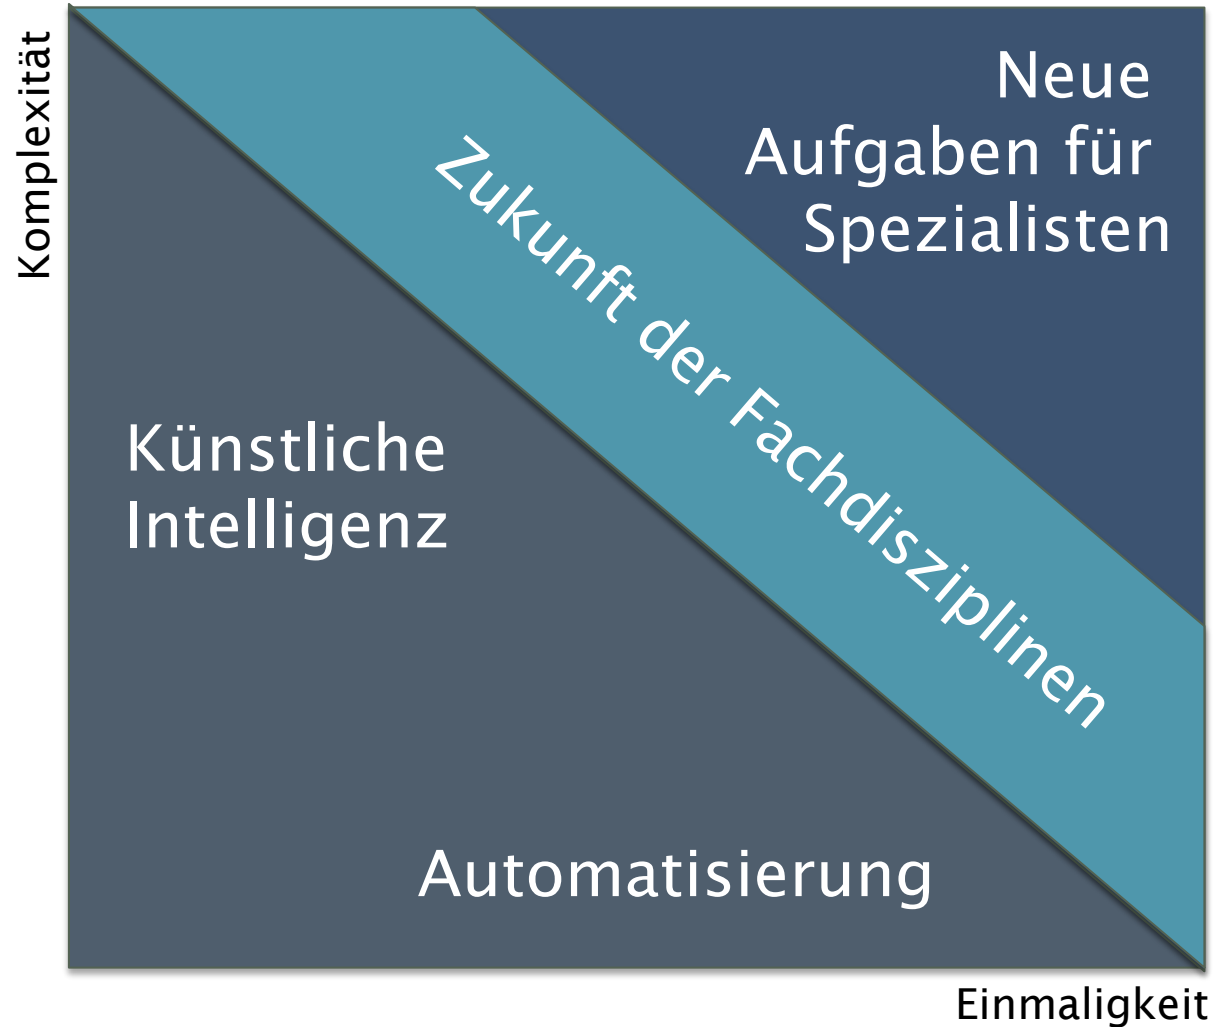 Komplexität
Neue
Aufgaben für
Spezialisten
Zukunft der Fachdisziplinen
Künstliche
Intelligenz
Automatisierung
Einmaligkeit